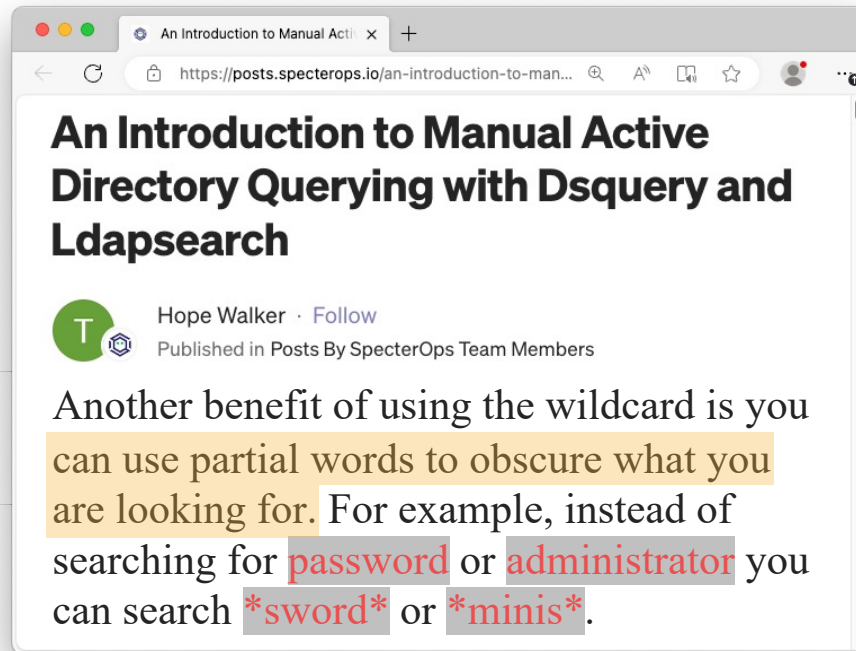 An Introduction to Manual Acti
https://posts.specterops.io/an-introduction-to-man...
An Introduction to Manual Active
Directory Querying with Dsquery and
Ldapsearch
T
Hope Walker · Follow
Published in Posts By SpecterOps Team Members
Another benefit of using the wildcard is you
can use partial words to obscure what you
are looking for. For example, instead of
searching for password or administrator you
can search *sword* or *minis*.